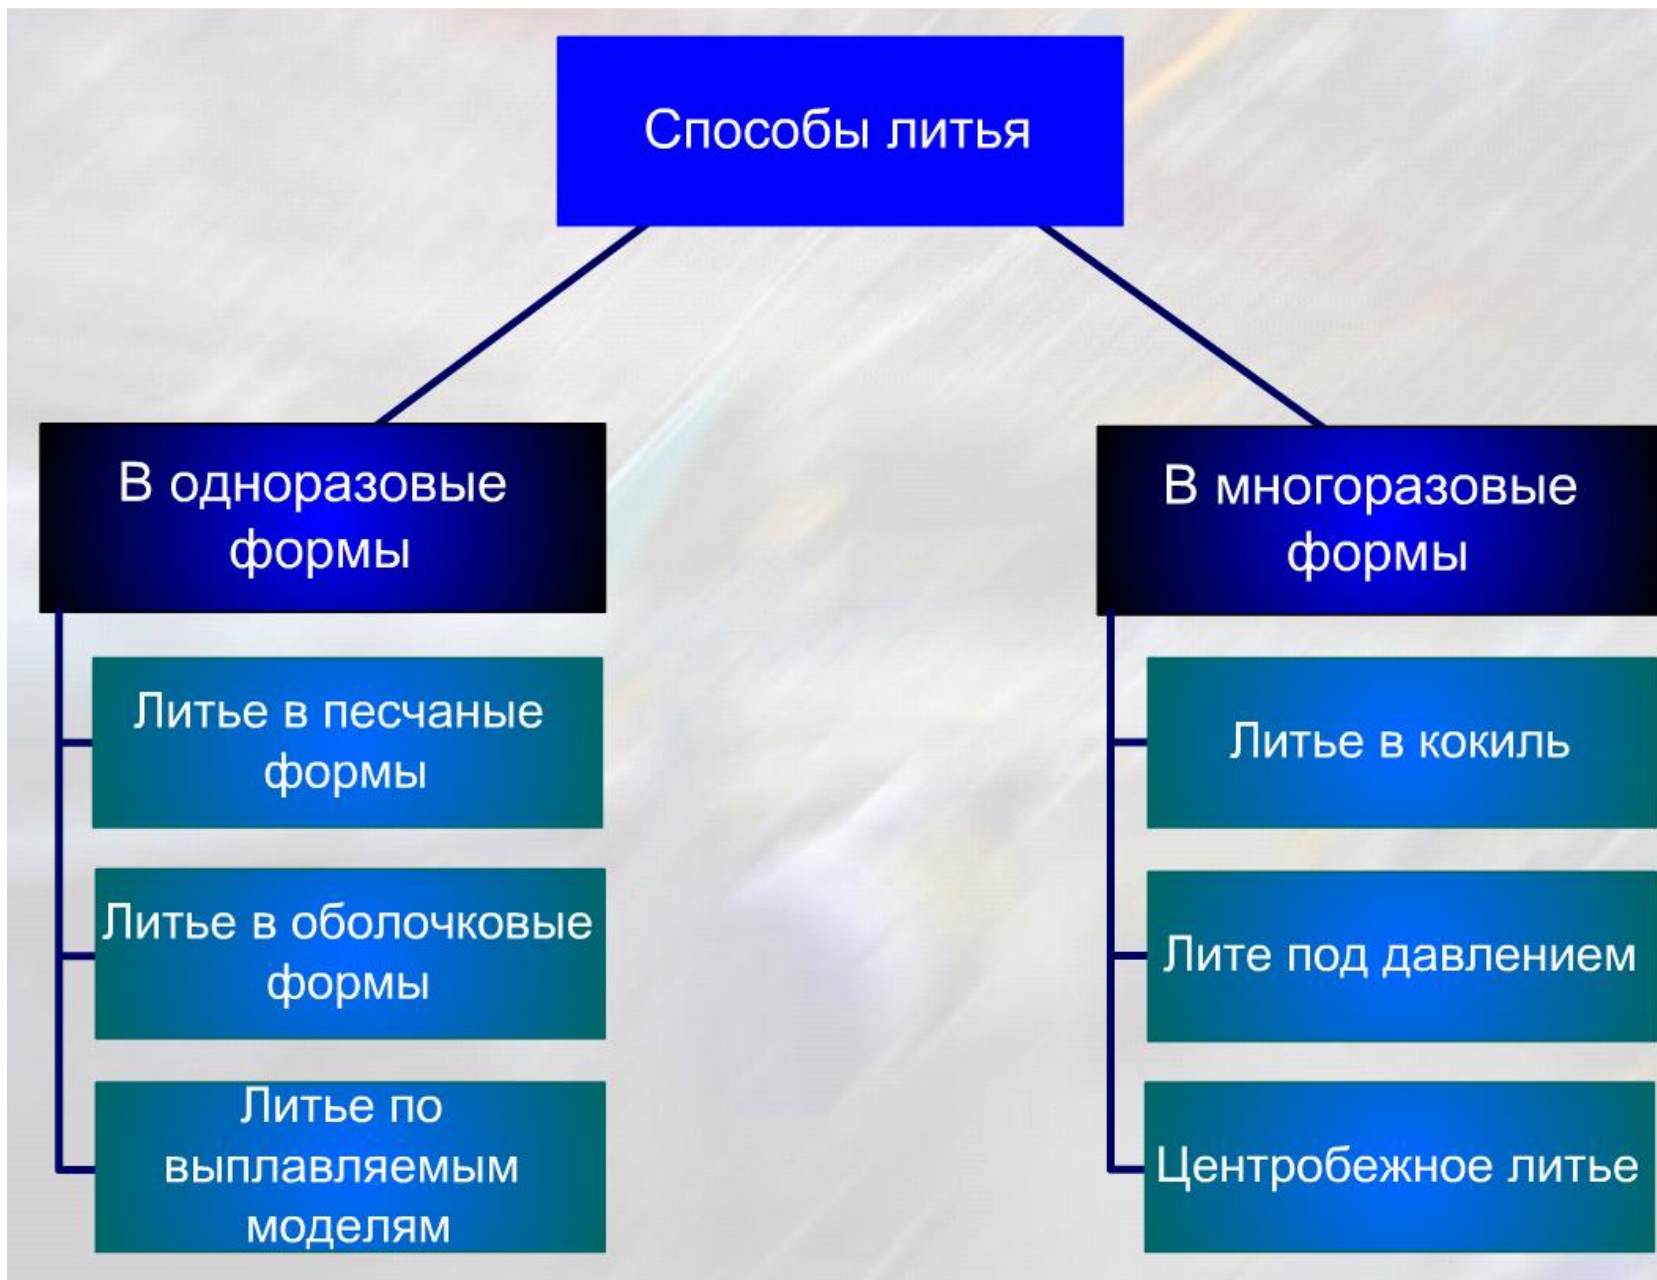 Способы литья
В одноразовые
формы
Литье в песчаные
формы
Литье в оболочковые
формы
Литье по
выплавляемым
моделям
В многоразовые
формы
Литье в кокиль
Лите под давлением
Центробежное литье